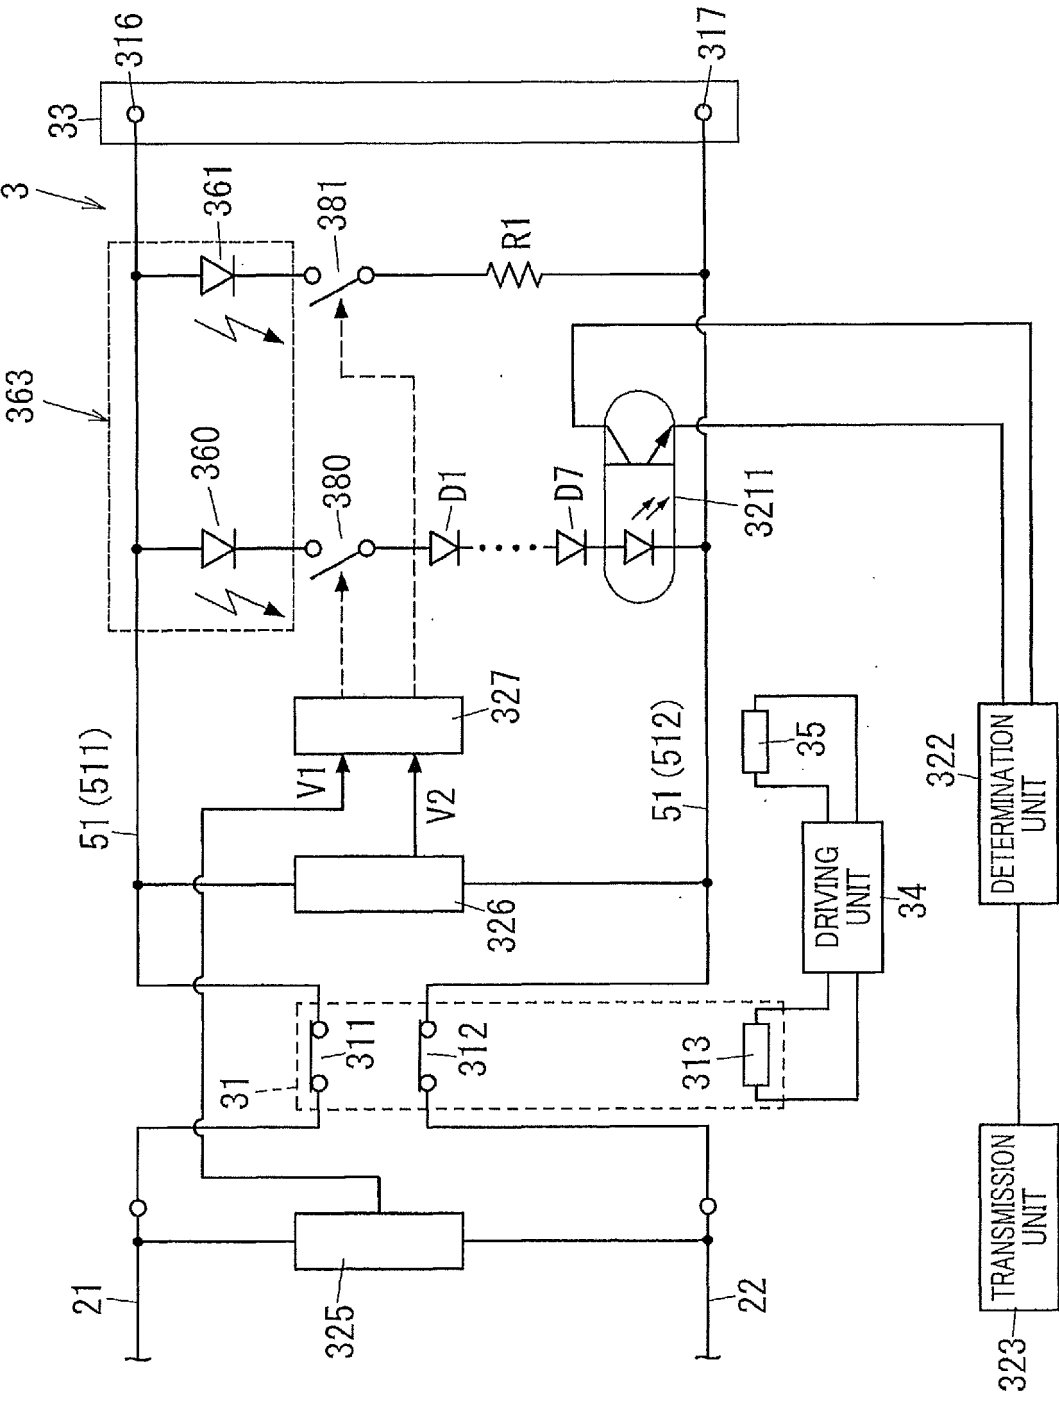 3
316
317
33
361
381
R1
363
360
380
D1
D7
3211
51(511)
V1
327
51(512)
35
322
DETERMINATION
UNIT
V2
326
DRIVING
UNIT
34
31
311
312
313
21
325
22
TRANSMISSION
UNIT
323